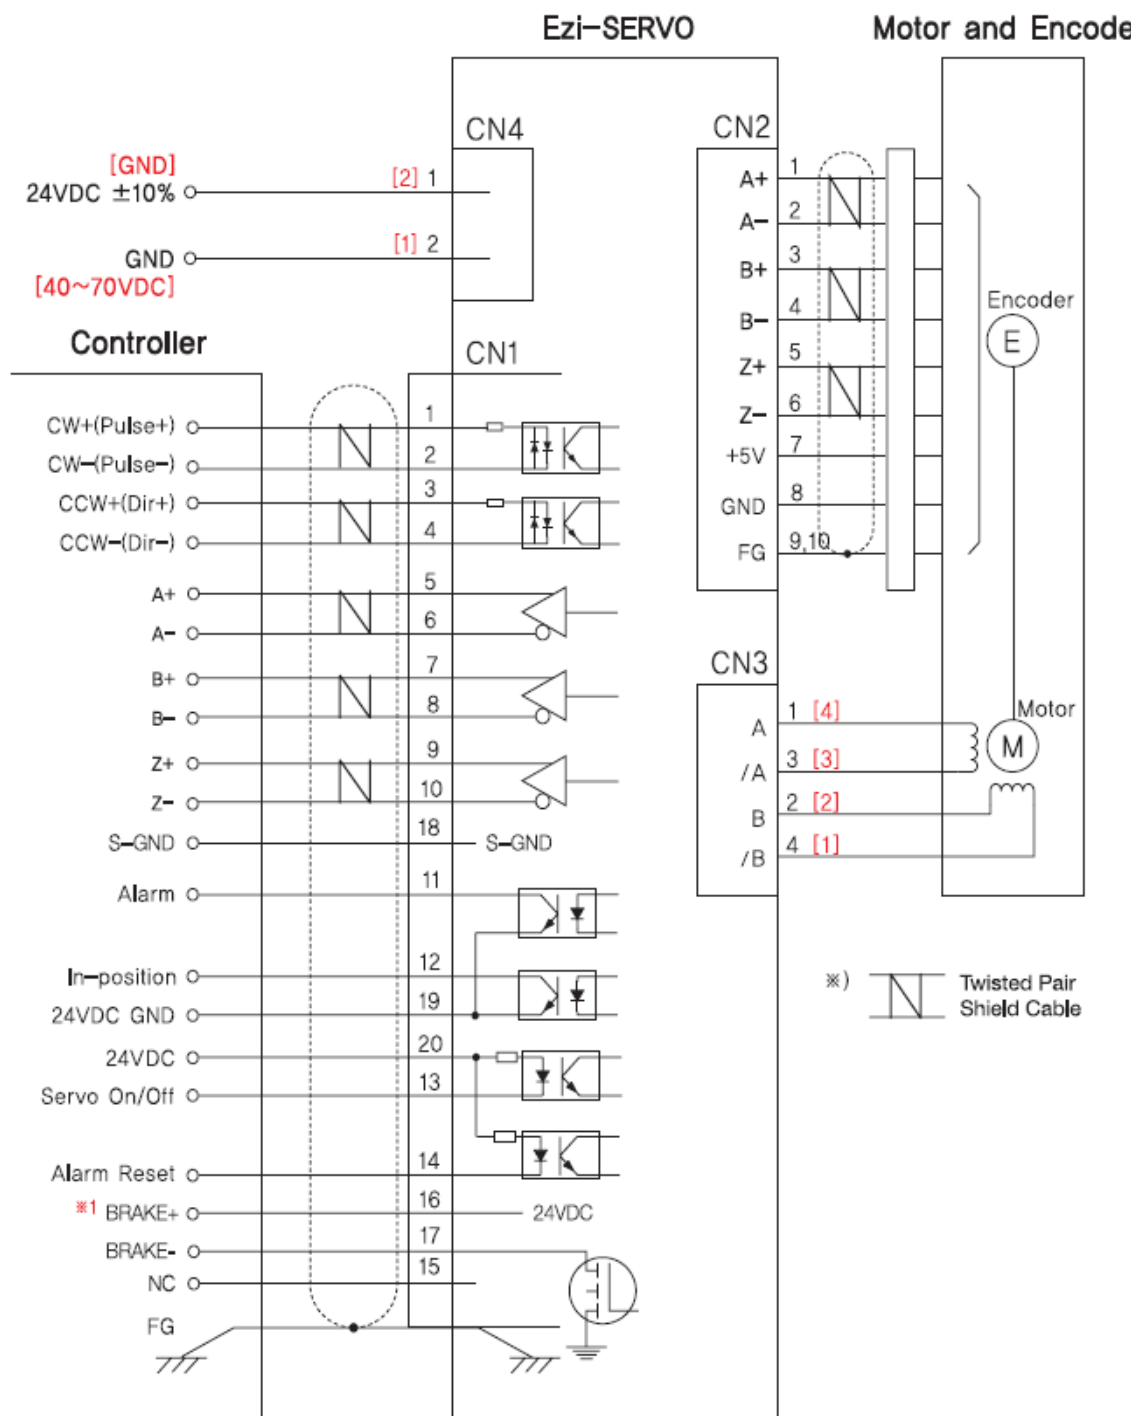 Ezi-SERVO
Motor and Encode
CN4
[GND]
24VDC ±10%
[2] 1
GND
[1] 2
[40~70VDC]
CN2
A+ 1
A- 2
B+ 3
B- 4
Z+ 5
Z- 6
+5V 7
GND 8
FG 9,10
Encoder
E
Controller
CN1
CW+(Pulse+) 1
CW-(Pulse-) 2
CCW+(Dir+) 3
CCW-(Dir-) 4
A+ 5
A- 6
B+ 7
B- 8
Z+ 9
Z- 10
S-GND 18 S-GND
Alarm 11
In-position 12
24VDC GND 19
24VDC 20
Servo On/Off 13
Alarm Reset 14
※1 BRAKE+ 16 24VDC
BRAKE- 17
NC 15
FG
CN3
A 1 [4]
/A 3 [3]
B 2 [2]
/B 4 [1]
Motor
M
※) Twisted Pair
Shield Cable